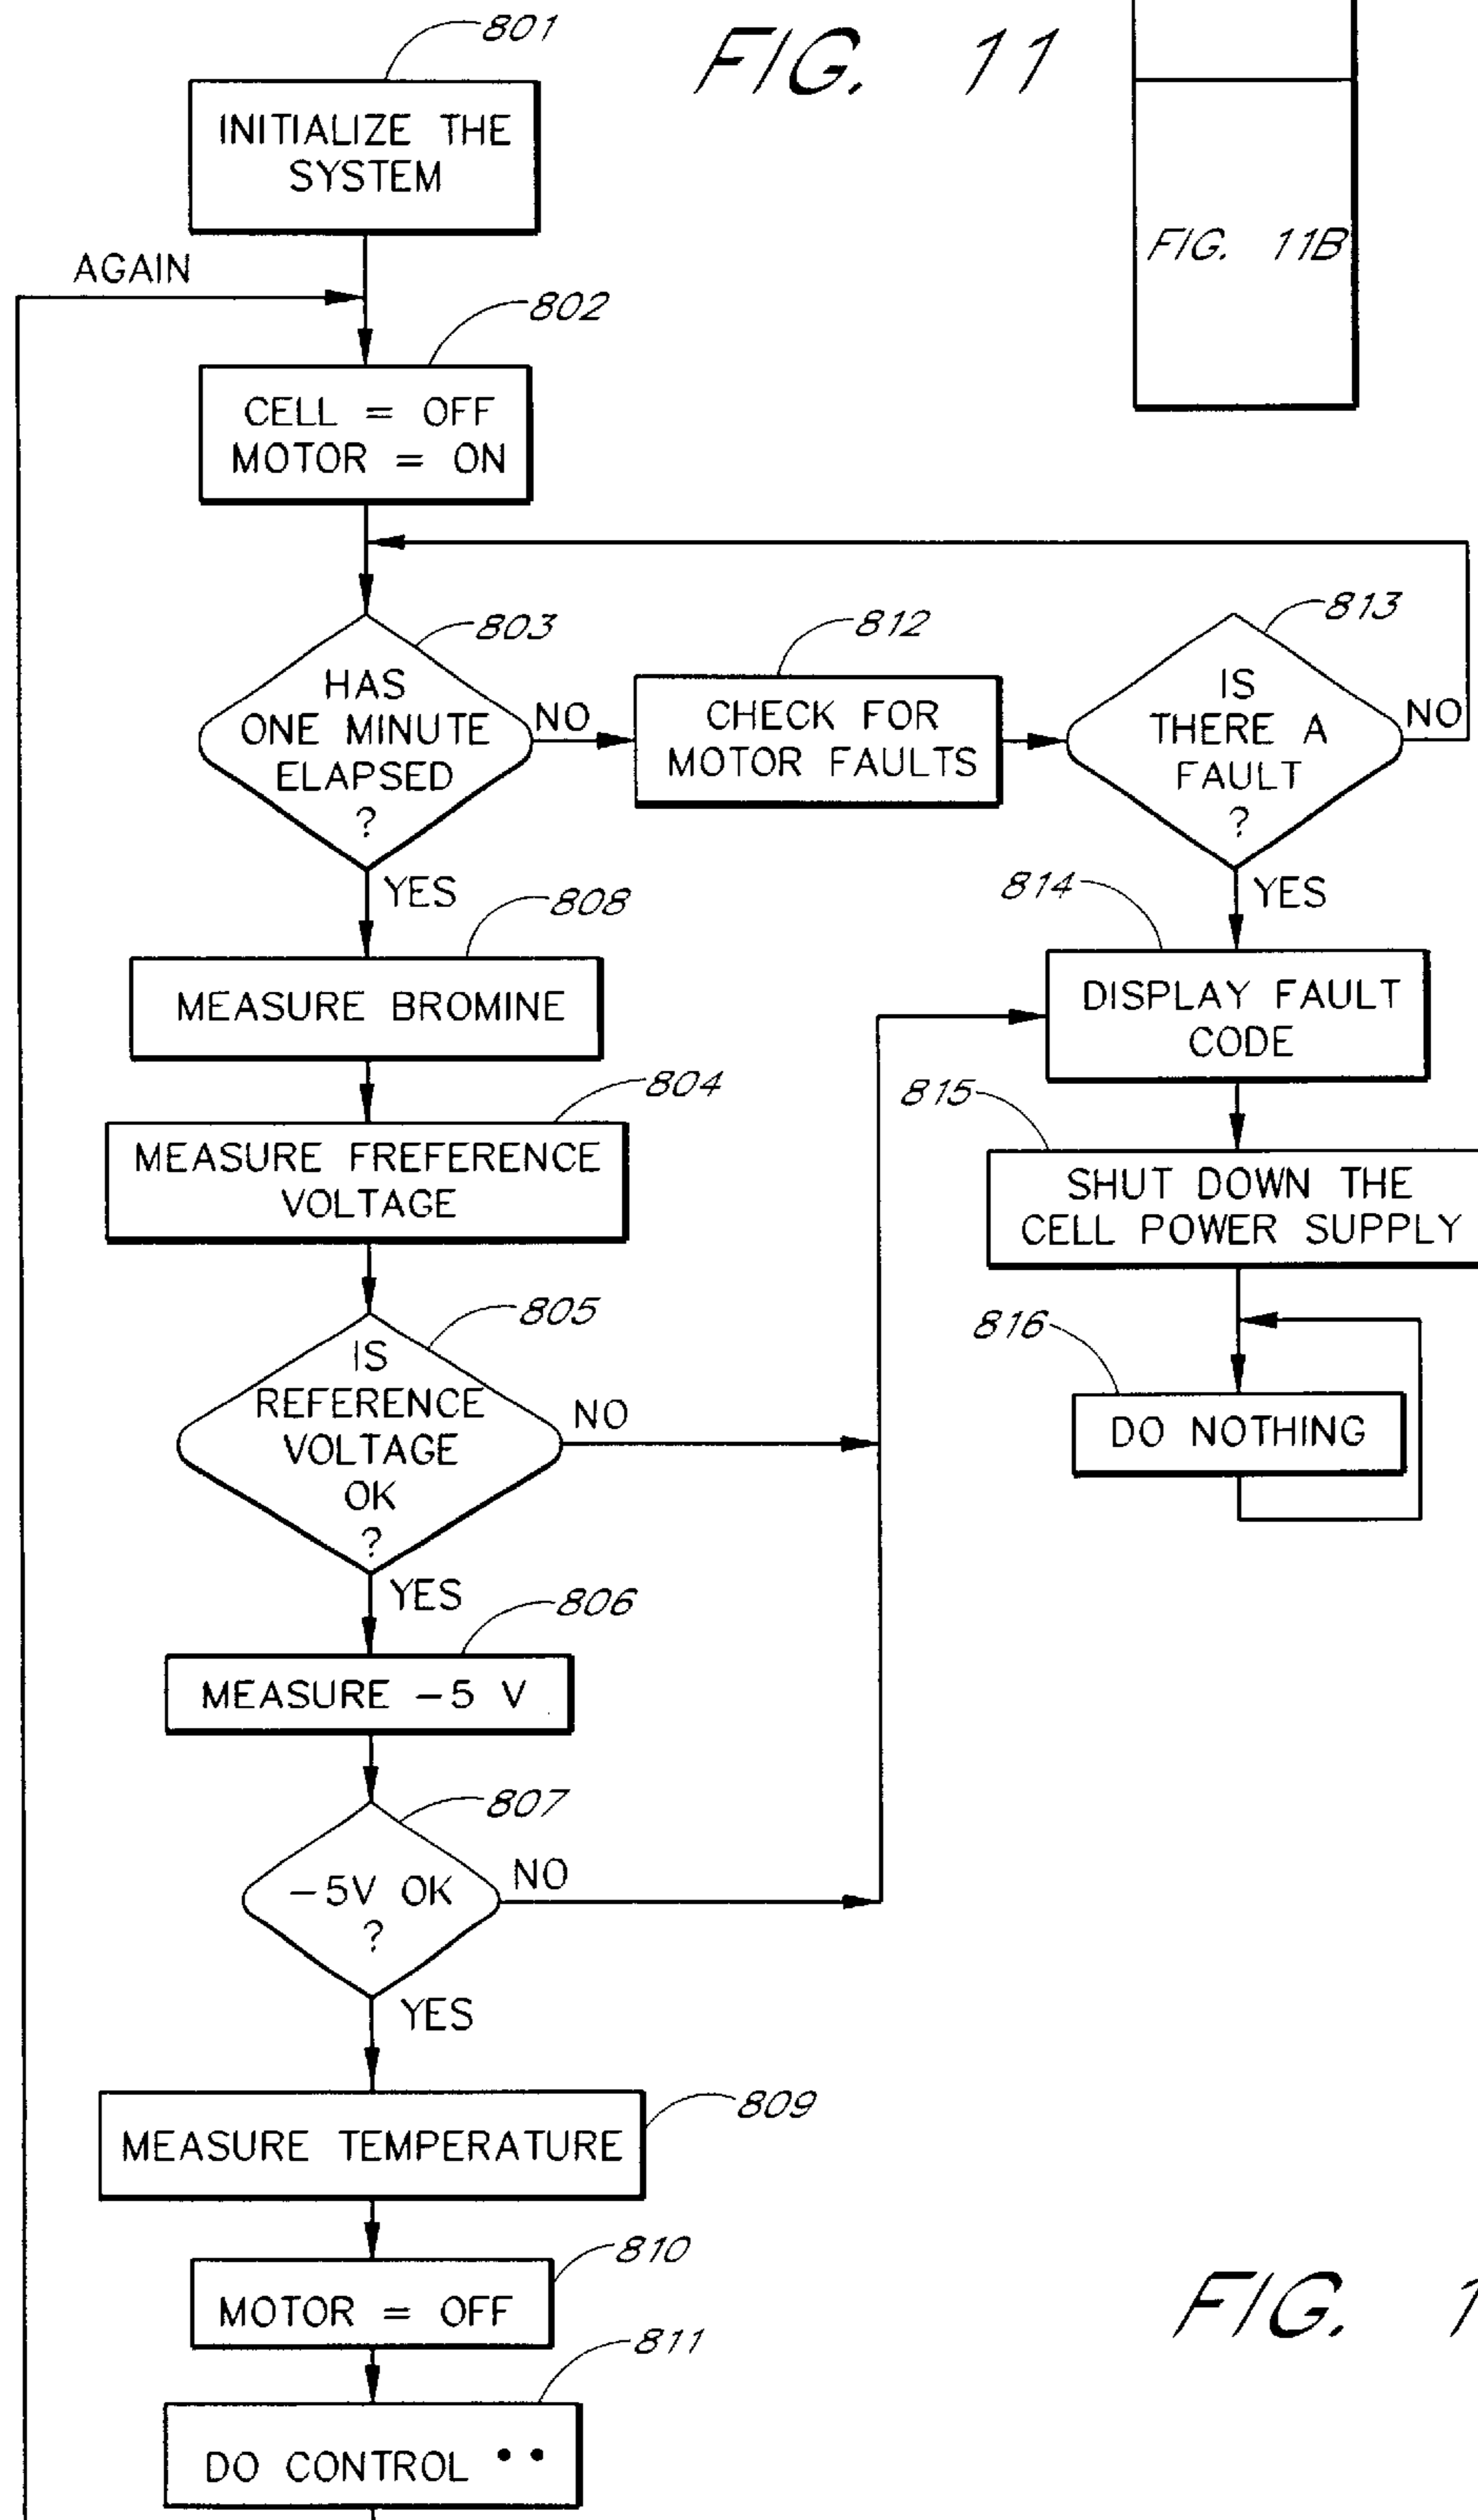 801
FIG. 11
INITIALIZE THE
SYSTEM
FIG. 11B
AGAIN
802
CELL = OFF
MOTOR = ON
803
HAS
ONE MINUTE
ELAPSED
?
NO
812
CHECK FOR
MOTOR FAULTS
813
IS
THERE A
FAULT
?
NO
YES
808
MEASURE BROMINE
814
YES
DISPLAY FAULT
CODE
804
MEASURE FREFERENCE
VOLTAGE
815
SHUT DOWN THE
CELL POWER SUPPLY
805
IS
REFERENCE
VOLTAGE
OK
?
NO
816
DO NOTHING
YES
806
MEASURE -5 V
807
-5V OK
?
NO
YES
809
MEASURE TEMPERATURE
810
MOTOR = OFF
FIG. 1
811
DO CONTROL ••